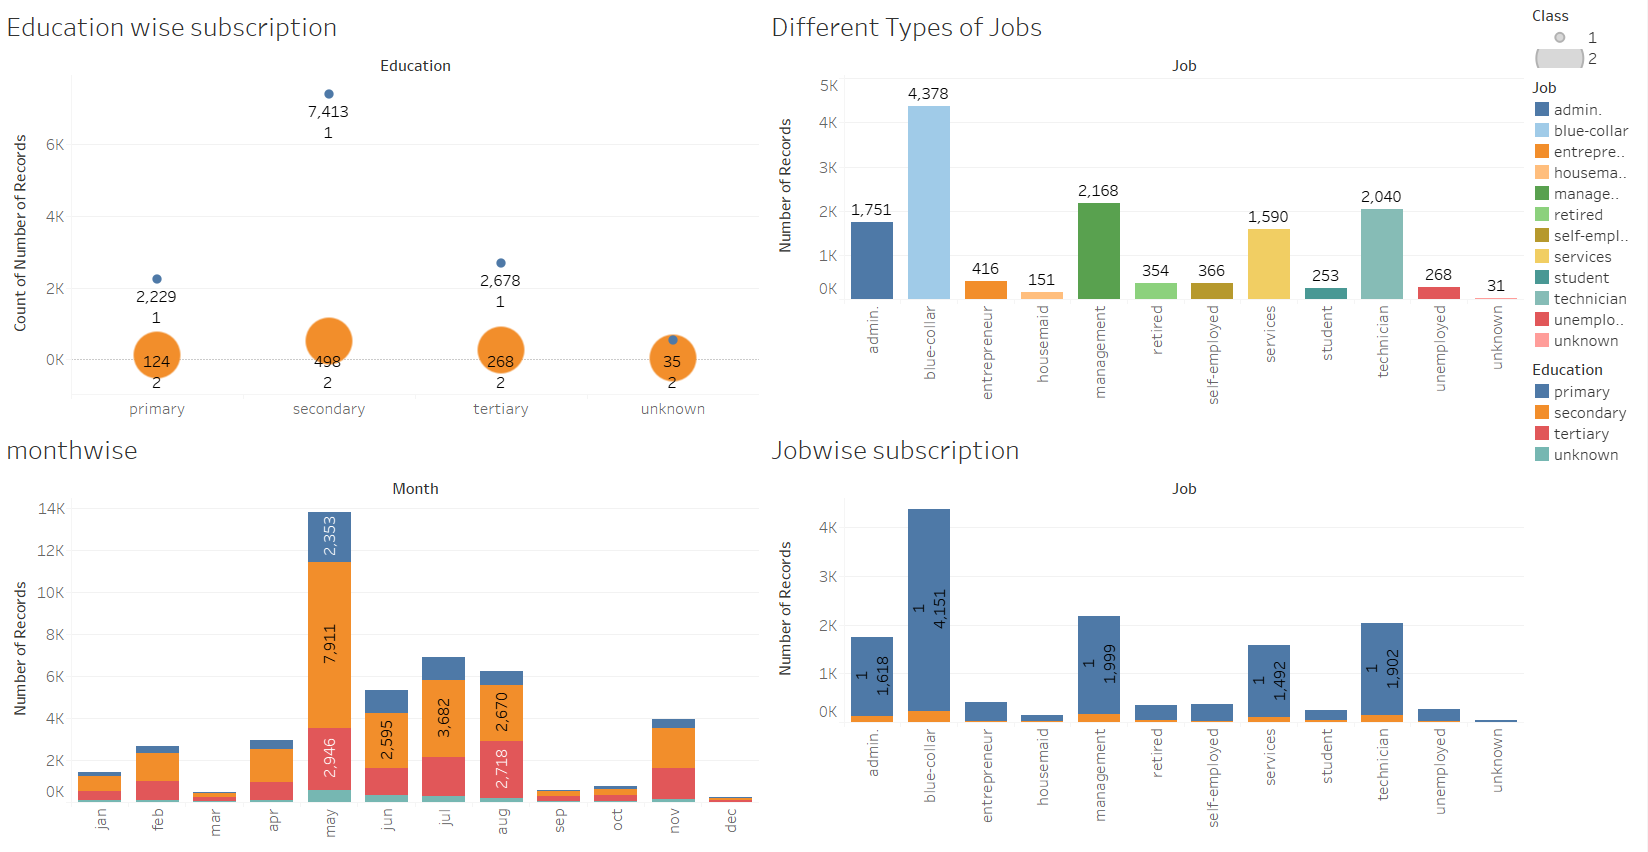 Education wise subscription
Education
Count of Number of Records
6K
4K
2K
0K
7,413
1
2,678
1
2,229
1
124
2
498
2
268
2
35
2
primary
secondary
tertiary
unknown
Different Types of Jobs
Job
Number of Records
5K
4K
3K
2K
1K
0K
1,751
4,378
416
151
2,168
354
366
1,590
253
2,040
268
31
admin.
blue-collar
entrepreneur
housemaid
management
retired
self-employed
services
student
technician
unemployed
unknown
Class
1
2
Job
admin.
blue-collar
entrepre..
housema..
manage..
retired
self-empl..
services
student
technician
unemplo..
unknown
Education
primary
secondary
tertiary
unknown
monthwise
Month
Number of Records
14K
12K
10K
8K
6K
4K
2K
0K
2,353
7,911
2,946
2,595
3,682
2,670
2,718
jan
feb
mar
apr
may
jun
jul
aug
sep
oct
nov
dec
Jobwise subscription
Job
Number of Records
4K
3K
2K
1K
0K
1
1,618
1
4,151
1
1,999
1
1,492
1
1,902
admin.
blue-collar
entrepreneur
housemaid
management
retired
self-employed
services
student
technician
unemployed
unknown